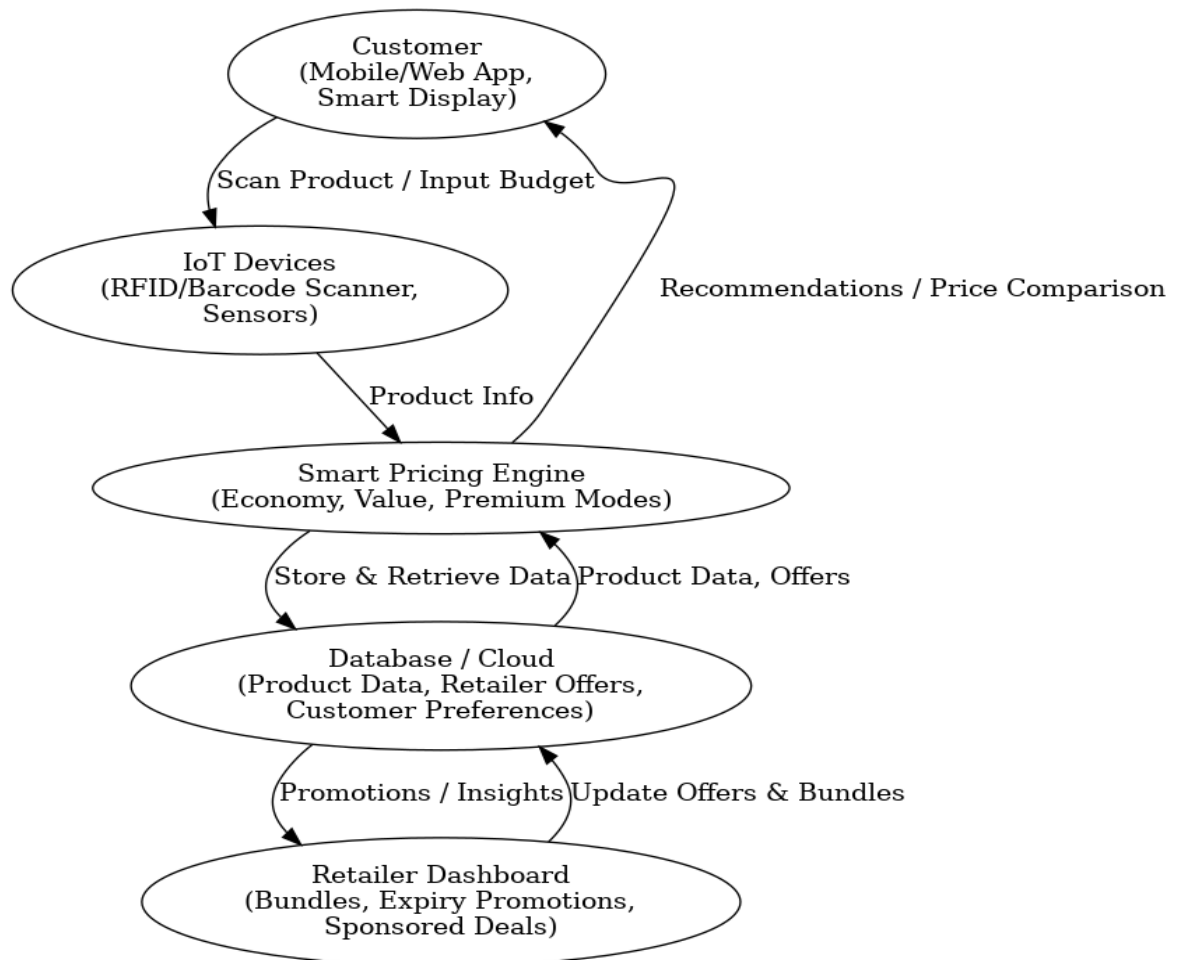 Customer
(Mobile/Web App,
Smart Display)
Scan Product / Input Budget
IoT Devices
(RFID/Barcode Scanner,
Sensors)
Recommendations / Price Comparison
Product Info
Smart Pricing Engine
(Economy, Value, Premium Modes)
Store & Retrieve Data
Product Data, Offers
Database / Cloud
(Product Data, Retailer Offers,
Customer Preferences)
Promotions / Insights
Update Offers & Bundles
Retailer Dashboard
(Bundles, Expiry Promotions,
Sponsored Deals)